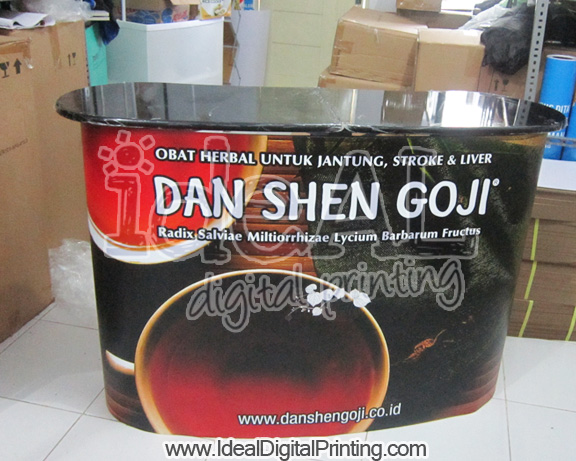 OBAT HERBAL UNTUK JANTUNG, STROKE & LIVER
DAN SHEN GOJI®
Radix Salviae Miltiorrhizae Lycium Barbarum Fructus
ideal
digital printing
www.danshengoji.co.id
www.IdealDigitalPrinting.com